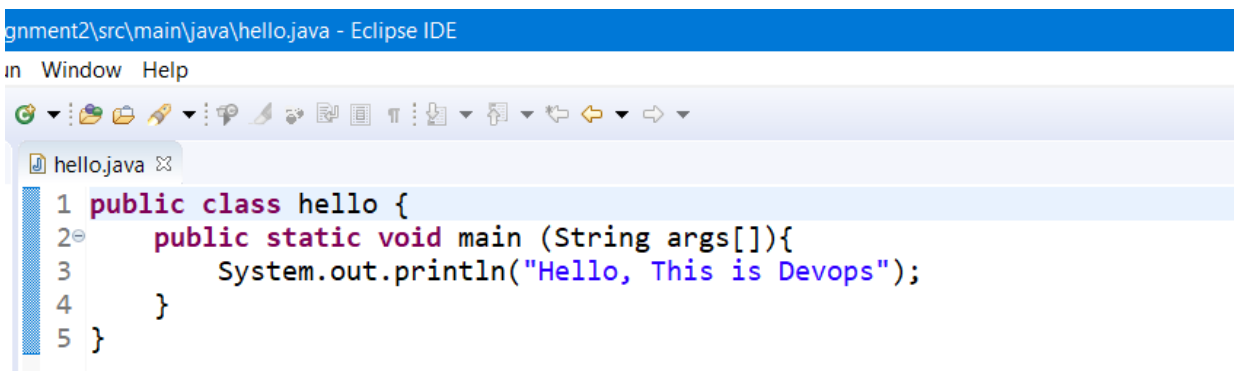 gnment2\src\main\java\hello.java - Eclipse IDE
un Window Help
hello.java
1 public class hello {
2 public static void main (String args[]){
3 System.out.println("Hello, This is Devops");
4 }
5 }